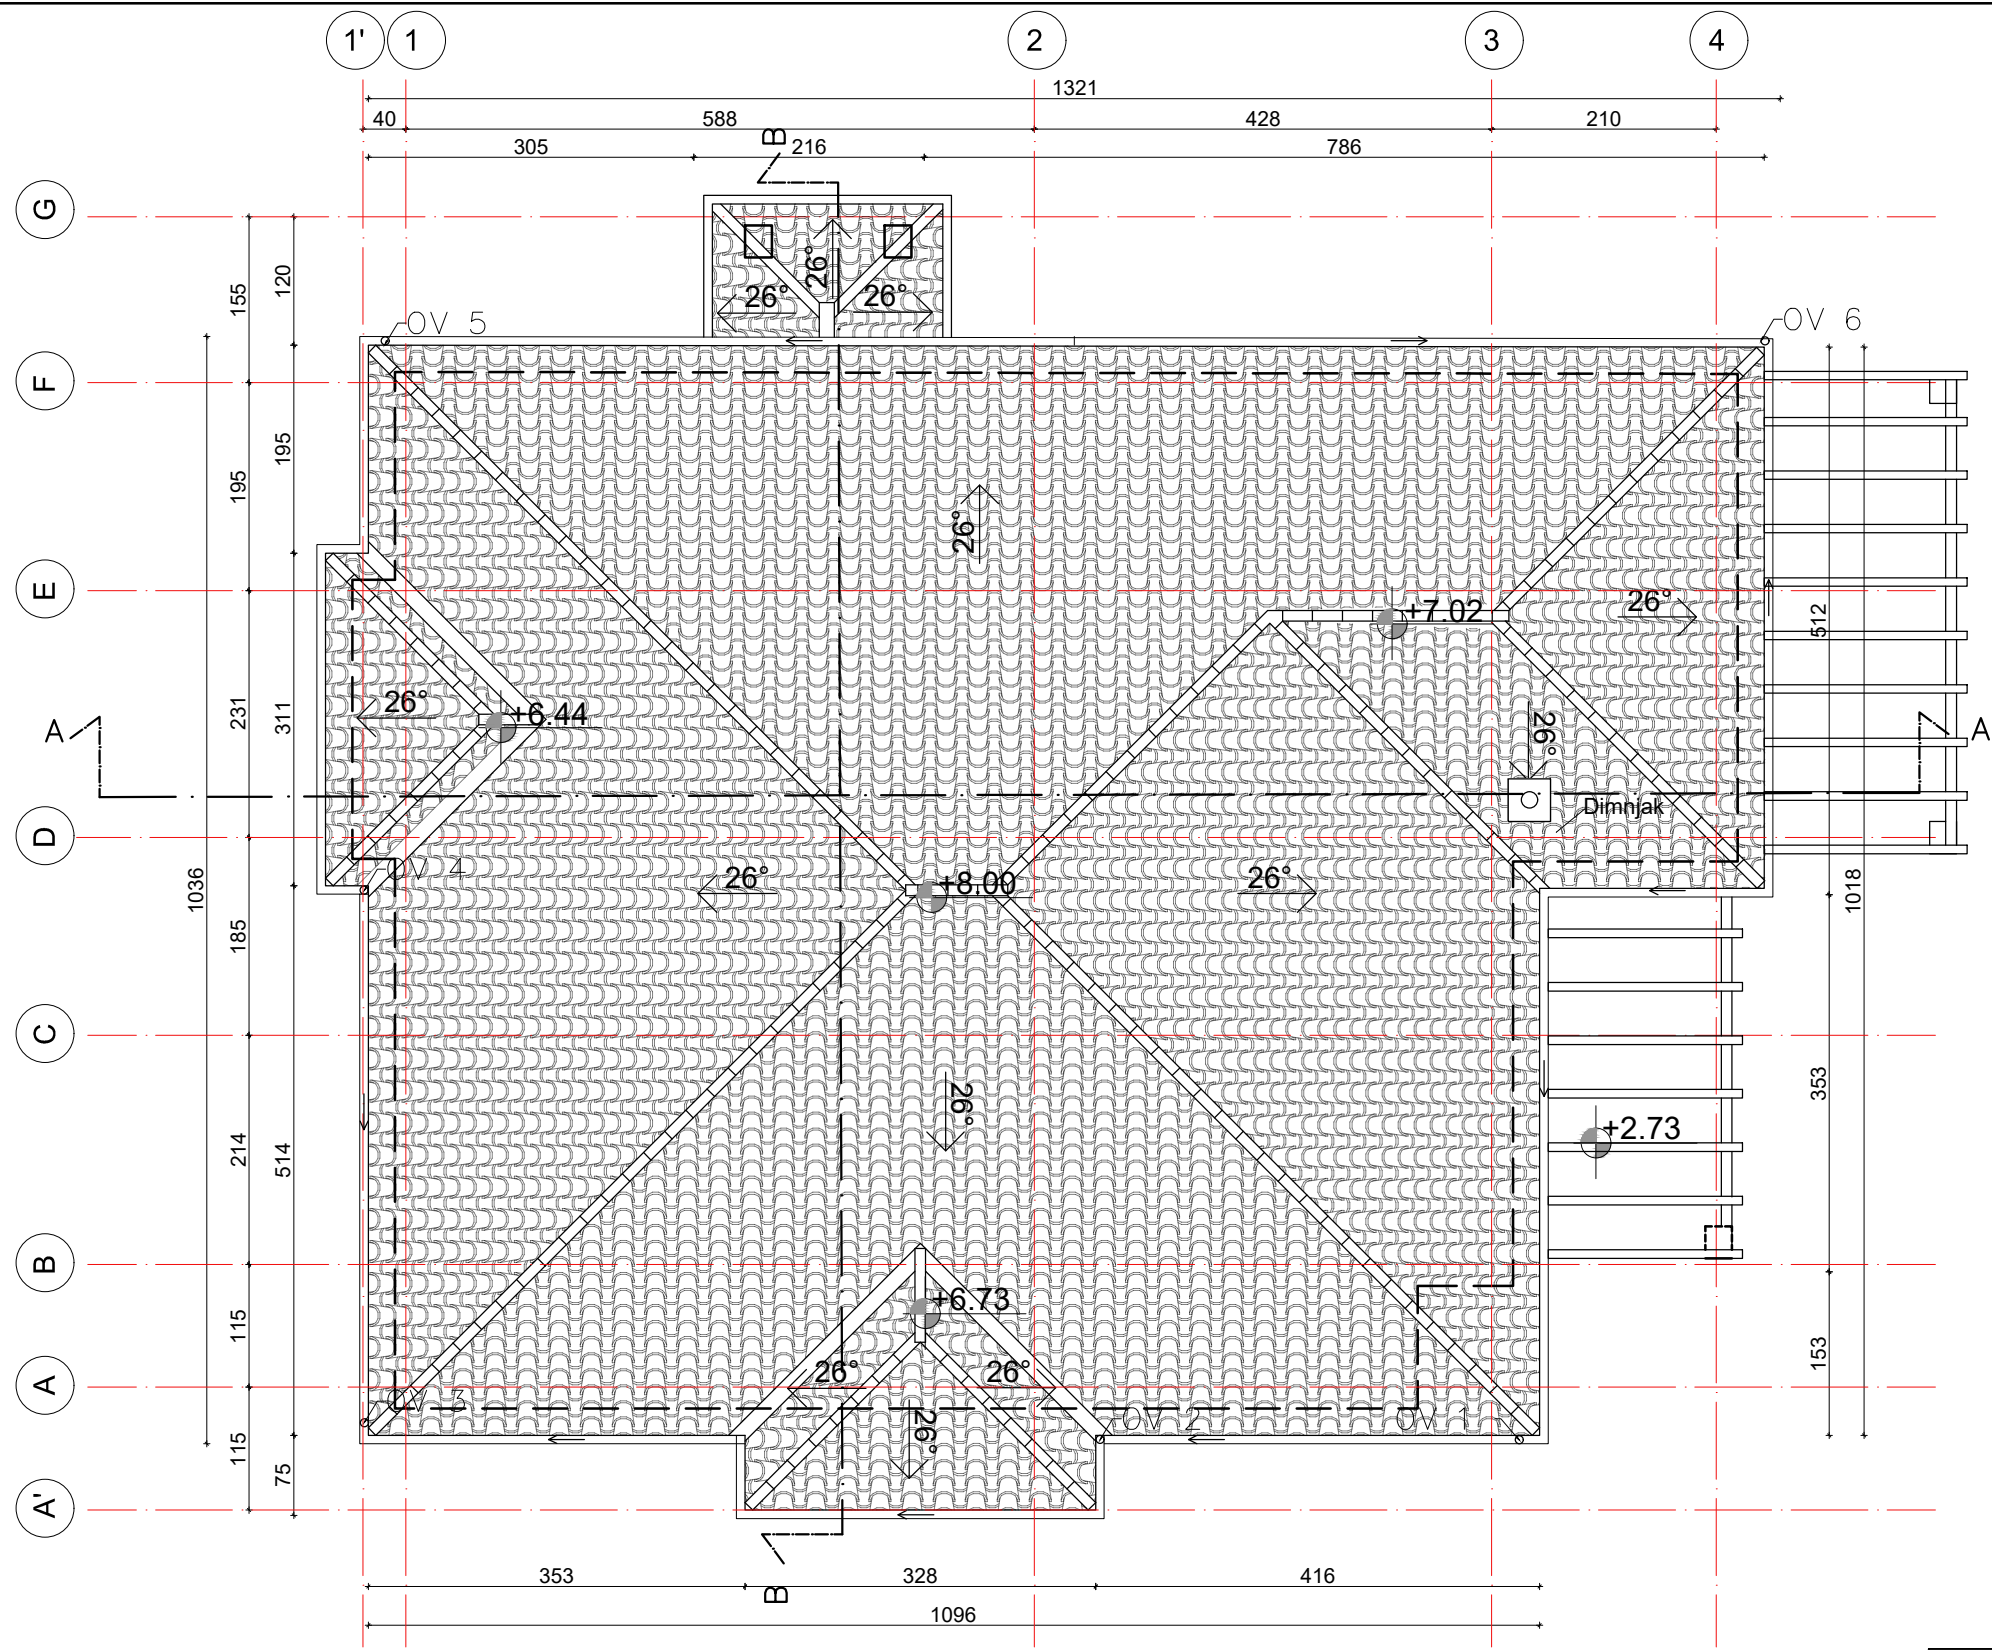 1' 1 2 3 4
1321
40 588 428 210
305 216 786
B
G
155 120
26°
26° 26°
OV 5 OV 6
F
195 195
26°
E
26°
+7.02
512
231 311
26°
+6.44
A A
26°
Dimnjak
D
OV 4
26° +8.00 26°
1036 1018
185
C
26°
353
+2.73
214 514
B
+6.73
115 153
26° 26°
A
OV 3 OV 2 OV 1
26°
115 75
A'
B
353 328 416
1096